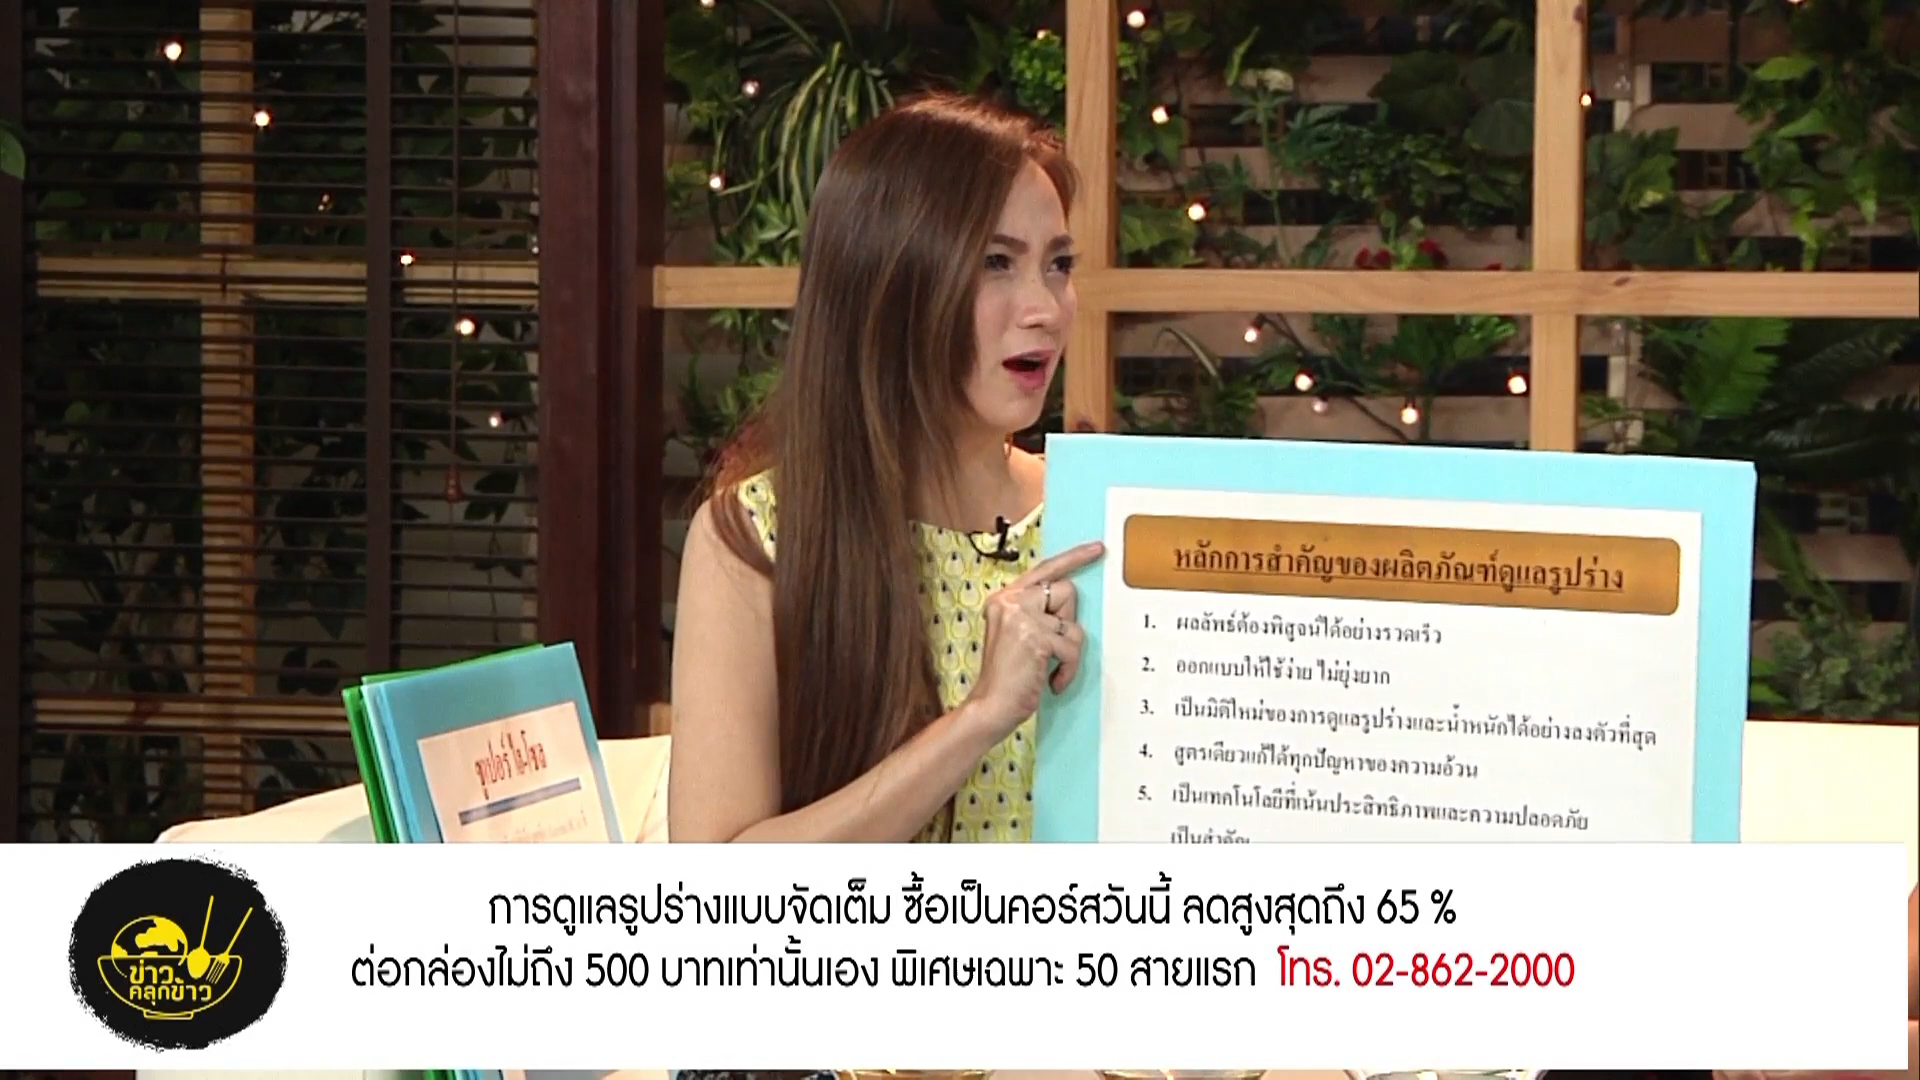 หลักการสำคัญของผลิตภัณฑ์ดูแลรูปร่าง
1. ผลลัพธ์ต้องพิสูจน์ได้อย่างรวดเร็ว
2. ออกแบบให้ใช้ง่าย ไม่ยุ่งยาก
3. เป็นมิติใหม่ของการดูแลรูปร่างและน้ำหนักได้อย่างลงตัวที่สุด
4. สูตรเดียวแก้ได้ทุกปัญหาของความอ้วน
5. เป็นเทคโนโลยีที่เน้นประสิทธิภาพและความปลอดภัย
เป็นสำคัญ
ข่าว
คลุกข้าว
การดูแลรูปร่างแบบจัดเต็ม ซื้อเป็นคอร์สวันนี้ ลดสูงสุดถึง 65 %
ต่อกล่องไม่ถึง 500 บาทเท่านั้นเอง พิเศษเฉพาะ 50 สายแรก โทร. 02-862-2000